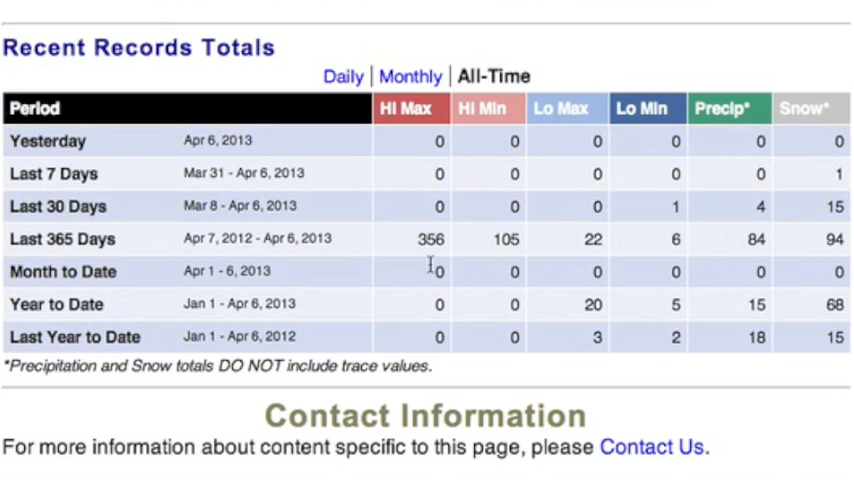 Recent Records Totals
Daily | Monthly | All-Time
Period HI Max HI Min Lo Max Lo Min Precip* Snow*
Yesterday Apr 6, 2013 0 0 0 0 0 0
Last 7 Days Mar 31 - Apr 6, 2013 0 0 0 0 0 1
Last 30 Days Mar 8 - Apr 6, 2013 0 0 0 1 4 15
Last 365 Days Apr 7, 2012 - Apr 6, 2013 356 105 22 6 84 94
Month to Date Apr 1 - 6, 2013 0 0 0 0 0 0
Year to Date Jan 1 - Apr 6, 2013 0 0 20 5 15 68
Last Year to Date Jan 1 - Apr 6, 2012 0 0 3 2 18 15
*Precipitation and Snow totals DO NOT include trace values.
Contact Information
For more information about content specific to this page, please Contact Us.